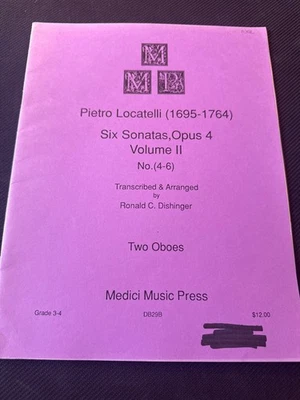 M
M P
Pietro Locatelli (1695-1764)
Six Sonatas,Opus 4
Volume II
No.(4-6)
Transcribed & Arranged
by
Ronald C. Dishinger
Two Oboes
Medici Music Press
Grade 3-4 DB29B $12.00